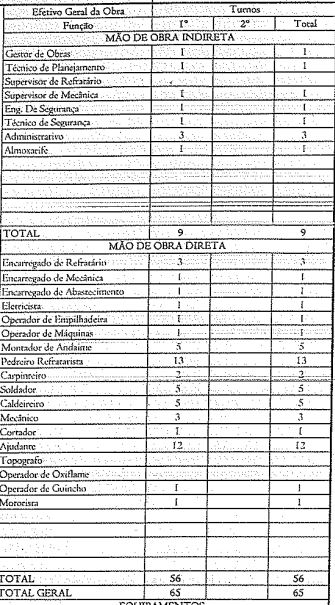 Efetivo Geral da Obra Turnos
Função 1º 2º Total
MÃO DE OBRA INDIRETA
Gestor de Obras 1 1
Técnico de Planejamento 1 1
Supervisor de Refratário
Supervisor de Mecânica 1 1
Eng. De Segurança 1 1
Técnico de Segurança 1 1
Administrativo 3 3
Almoxarife 1 1
TOTAL 9 9
MÃO DE OBRA DIRETA
Encarregado de Refratário 3 3
Encarregado de Mecânica 1 1
Encarregado de Abastecimento 1 1
Eletricista 1 1
Operador de Empilhadeira 1 1
Operador de Máquinas 1 1
Montador de Andaime 5 5
Pedreiro Refratarista 13 13
Carpinteiro 2 2
Soldador 5 5
Caldeireiro 5 5
Mecânico 3 3
Cortador 1 1
Ajudante 12 12
Topografo
Operador de Oxiflame
Operador de Guincho 1 1
Motorista 1 1
TOTAL 56 56
TOTAL GERAL 65 65
EQUIPAMENTOS